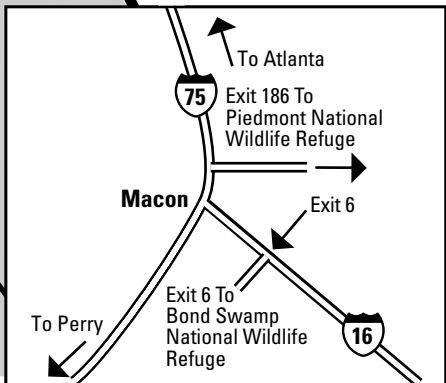 To Atlanta
75
Exit 186 To
Piedmont National
Wildlife Refuge
Macon
Exit 6
Exit 6 To
Bond Swamp
National Wildlife
Refuge
To Perry
16